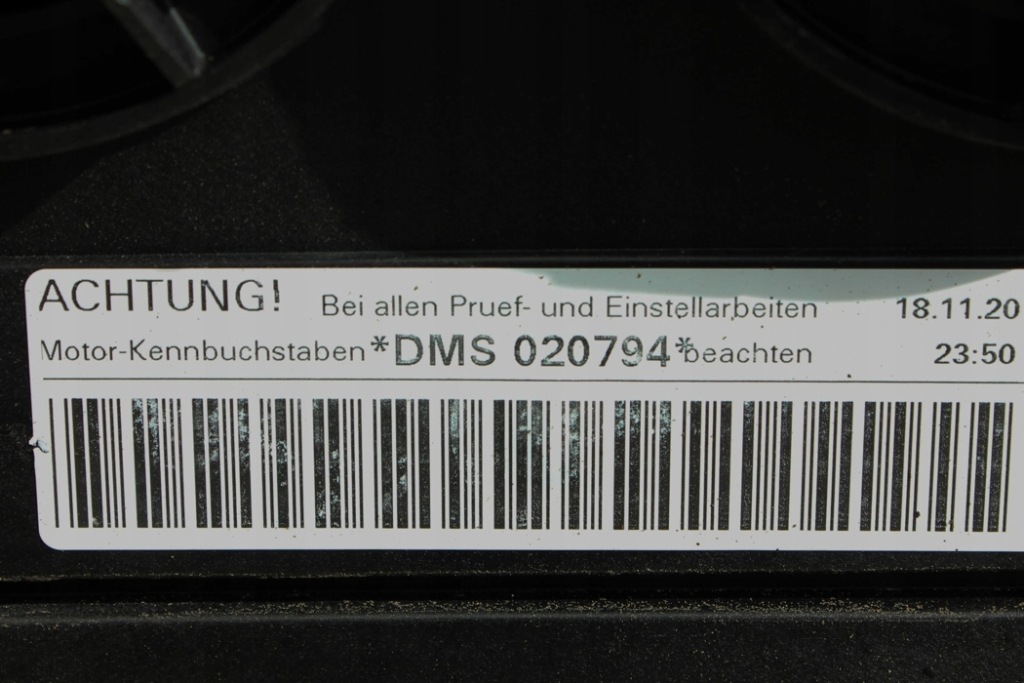 ACHTUNG! Bei allen Pruef- und Einstellarbeiten 18.11.20
Motor-Kennbuchstaben *DMS 020794* beachten 23:50